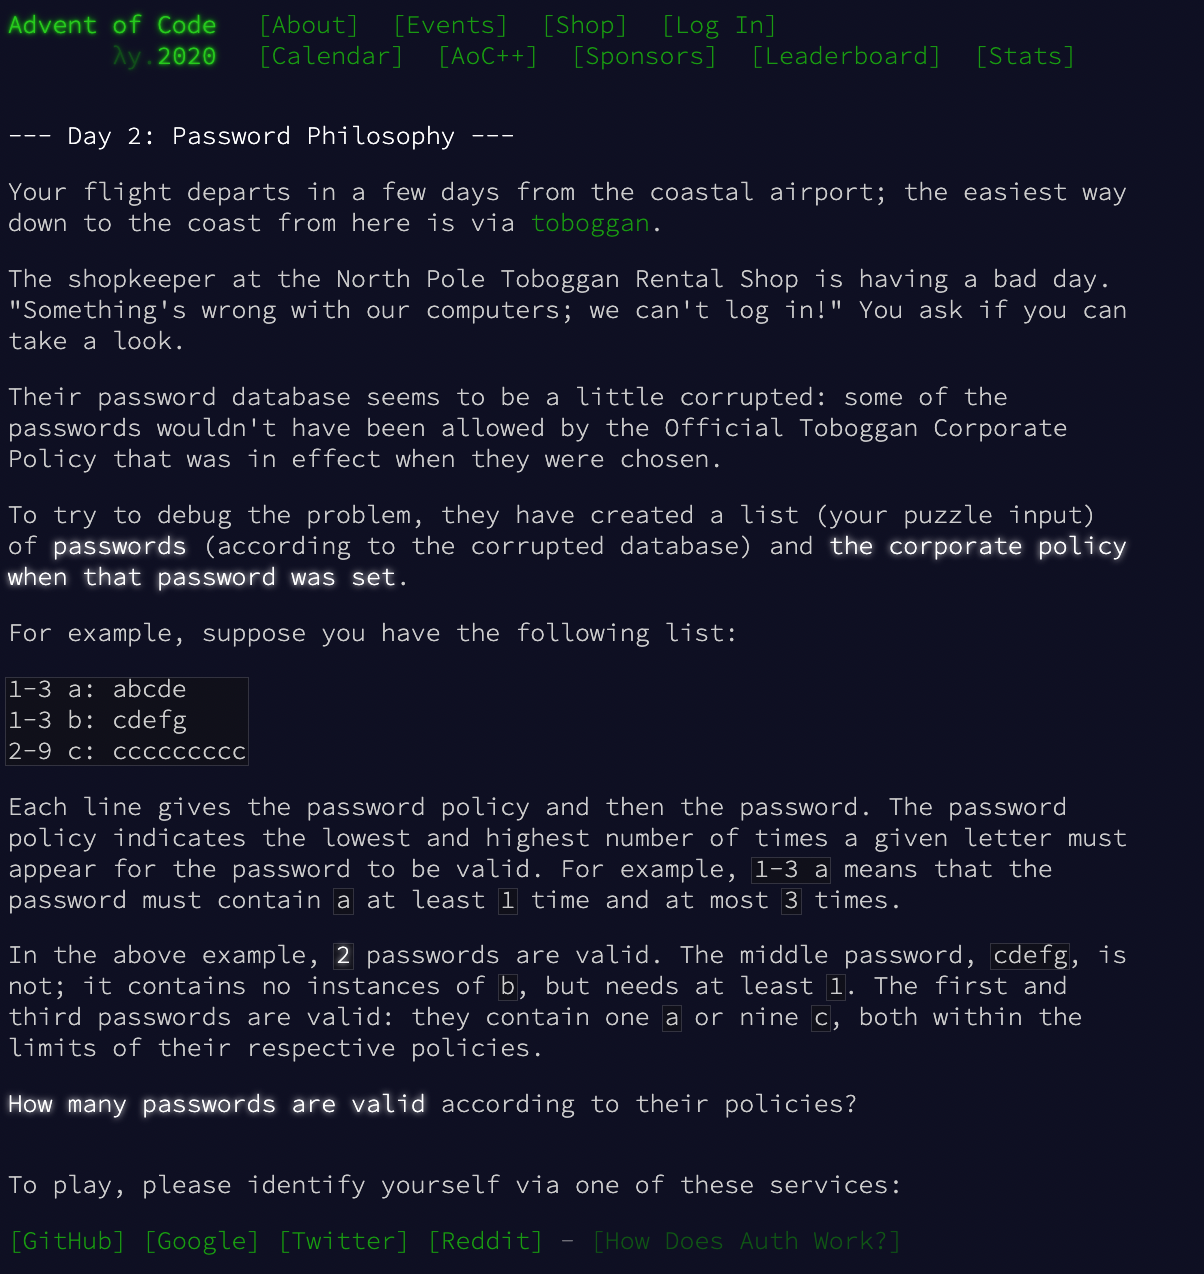 Advent of Code [About] [Events] [Shop] [Log In]
λy.2020 [Calendar] [AoC++] [Sponsors] [Leaderboard] [Stats]
--- Day 2: Password Philosophy ---
Your flight departs in a few days from the coastal airport; the easiest way
down to the coast from here is via toboggan.
The shopkeeper at the North Pole Toboggan Rental Shop is having a bad day.
"Something's wrong with our computers; we can't log in!" You ask if you can
take a look.
Their password database seems to be a little corrupted: some of the
passwords wouldn't have been allowed by the Official Toboggan Corporate
Policy that was in effect when they were chosen.
To try to debug the problem, they have created a list (your puzzle input)
of passwords (according to the corrupted database) and the corporate policy
when that password was set.
For example, suppose you have the following list:
1-3 a: abcde
1-3 b: cdefg
2-9 c: ccccccccc
Each line gives the password policy and then the password. The password
policy indicates the lowest and highest number of times a given letter must
appear for the password to be valid. For example, 1-3 a means that the
password must contain a at least 1 time and at most 3 times.
In the above example, 2 passwords are valid. The middle password, cdefg, is
not; it contains no instances of b, but needs at least 1. The first and
third passwords are valid: they contain one a or nine c, both within the
limits of their respective policies.
How many passwords are valid according to their policies?
To play, please identify yourself via one of these services:
[GitHub] [Google] [Twitter] [Reddit] - [How Does Auth Work?]